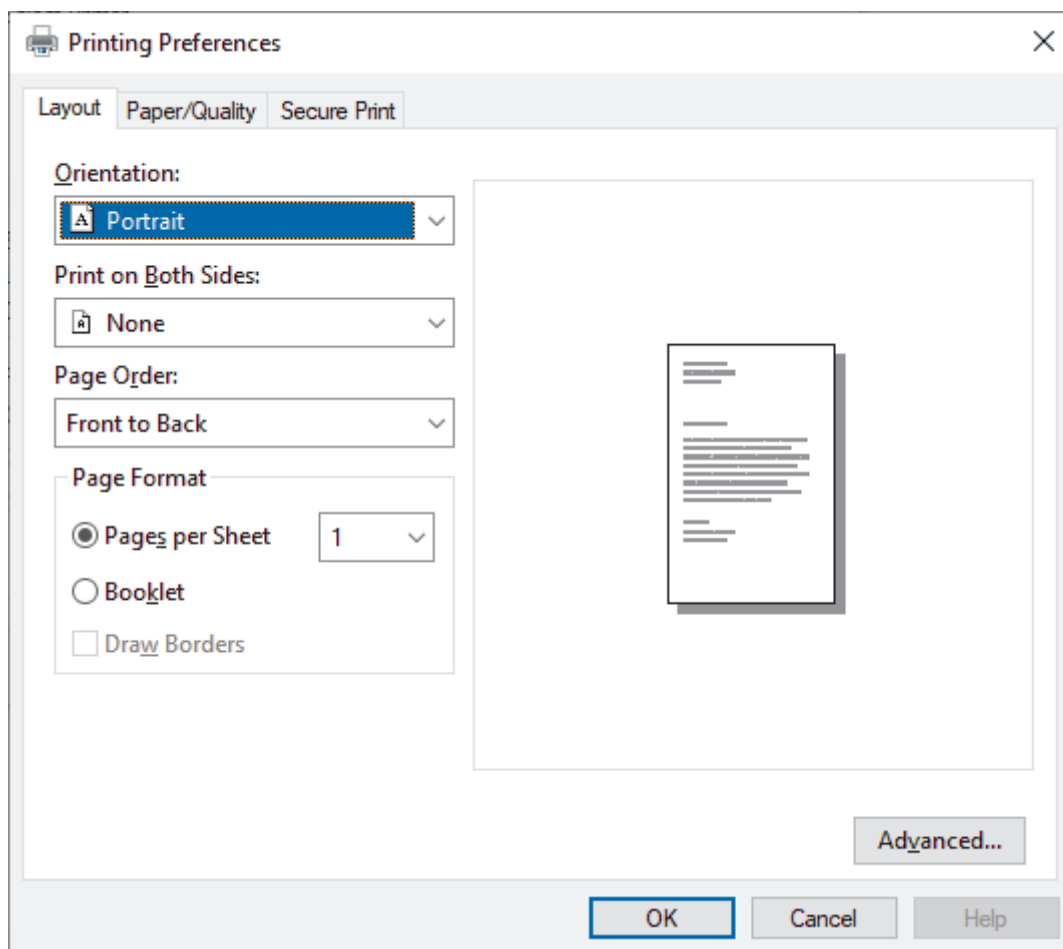 Printing Preferences
Layout Paper/Quality Secure Print
Orientation:
Portrait
Print on Both Sides:
None
Page Order:
Front to Back
Page Format
Pages per Sheet 1
Booklet
Draw Borders
Advanced...
OK Cancel Help